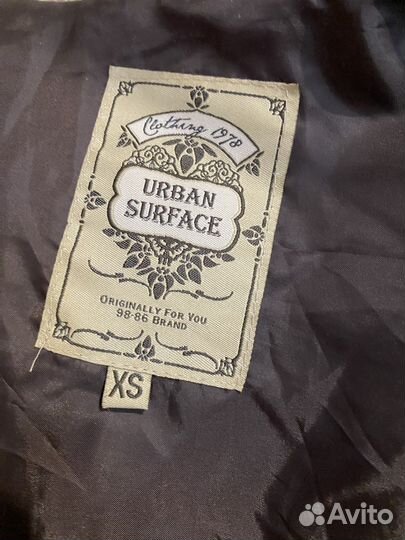 Clothing 1978
URBAN
SURFACE
ORIGINALLY FOR YOU
98-86 BRAND
XS
Avito